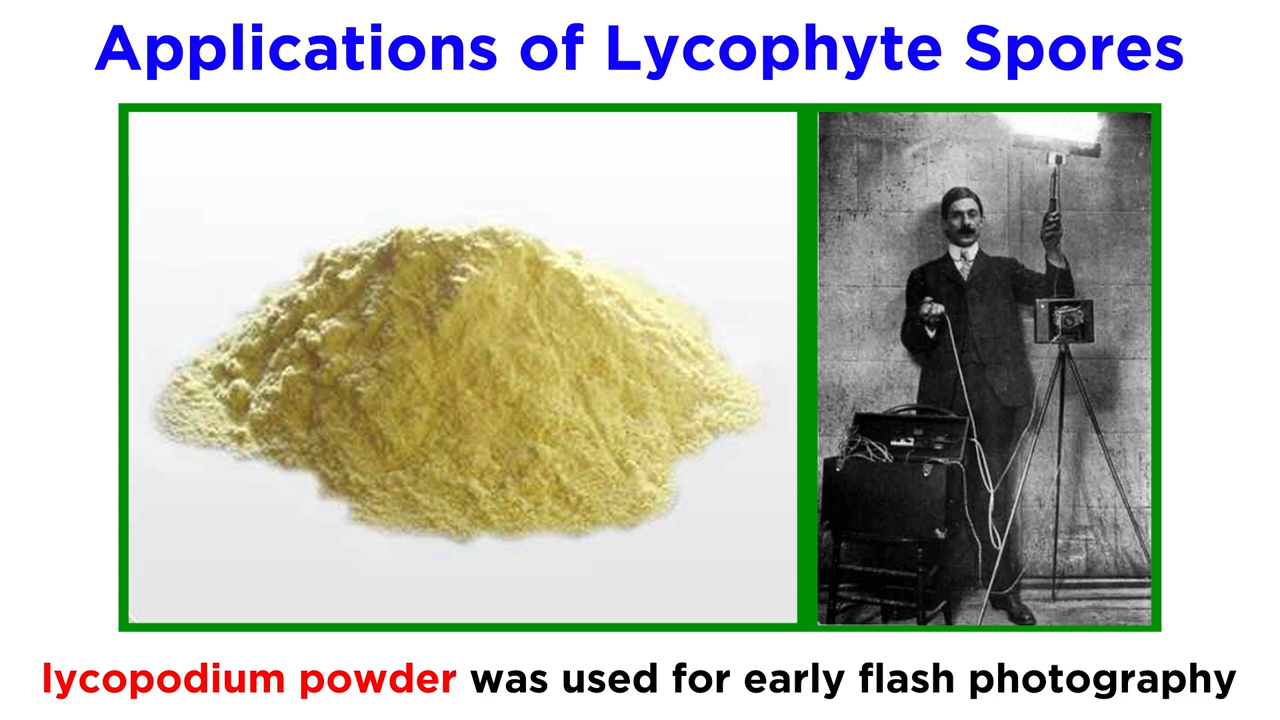 Applications of Lycophyte Spores
lycopodium powder was used for early flash photography